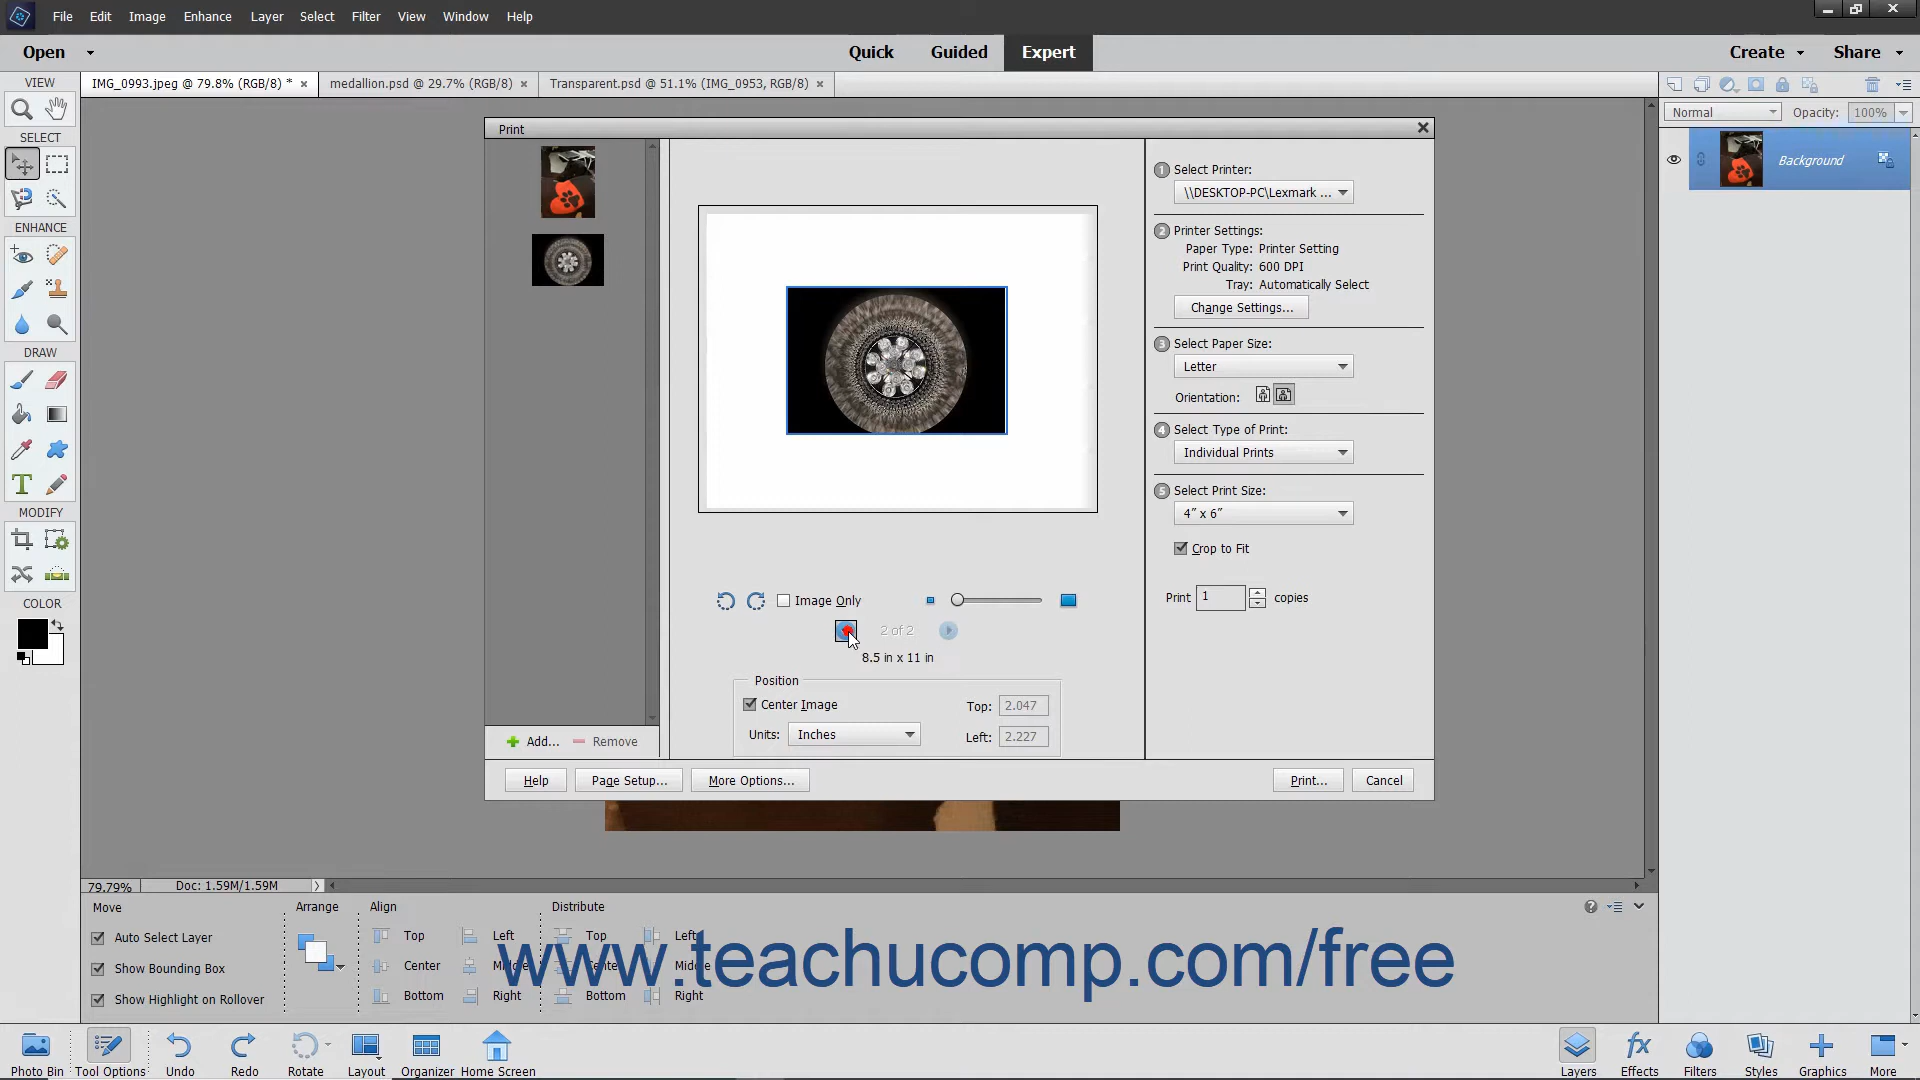 File Edit Image Enhance Layer Select Filter View Window Help
Open Quick Guided Expert Create Share
VIEW
IMG_0993.jpeg @ 79.8% (RGB/8) * × medallion.psd @ 29.7% (RGB/8) × Transparent.psd @ 51.1% (IMG_0953, RGB/8) ×
Normal Opacity: 100%
Background
SELECT
ENHANCE
DRAW
MODIFY
COLOR
Print
1 Select Printer:
\\DESKTOP-PC\Lexmark ...
2 Printer Settings:
Paper Type: Printer Setting
Print Quality: 600 DPI
Tray: Automatically Select
Change Settings...
3 Select Paper Size:
Letter
Orientation:
4 Select Type of Print:
Individual Prints
5 Select Print Size:
4" x 6"
Crop to Fit
Print 1 copies
Image Only
2 of 2
8.5 in x 11 in
Position
Center Image Top: 2.047
Units: Inches Left: 2.227
Add... Remove
Help Page Setup... More Options... Print... Cancel
79.79% Doc: 1.59M/1.59M
Move Arrange Align Distribute
Auto Select Layer Top Left Top Left
Show Bounding Box Center Middle Center Middle
Show Highlight on Rollover Bottom Right Bottom Right
www.teachucomp.com/free
Photo Bin Tool Options Undo Redo Rotate Layout Organizer Home Screen Layers Effects Filters Styles Graphics More